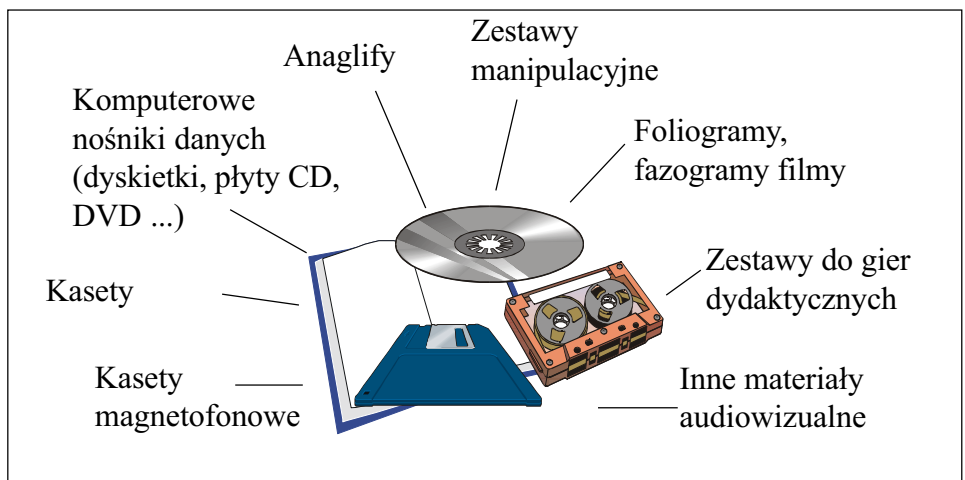 Anaglify
Zestawy
manipulacyjne
Komputerowe
nośniki danych
(dyskietki, płyty CD,
DVD ...)
Foliogramy,
fazogramy filmy
Kasety
Zestawy do gier
dydaktycznych
Kasety
magnetofonowe
Inne materiały
audiowizualne